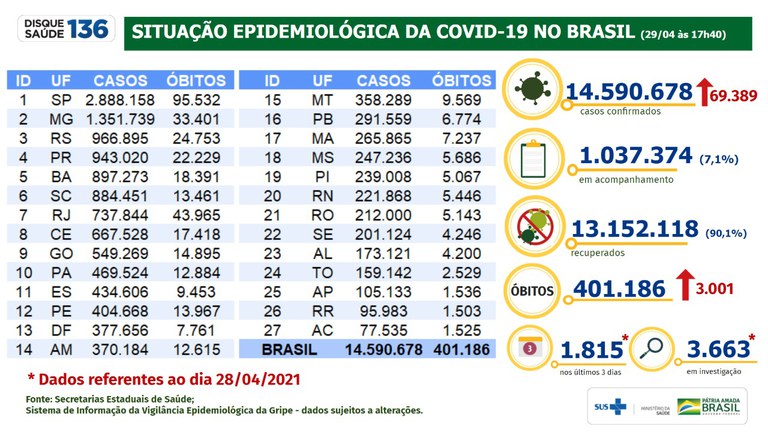 DISQUE
SAÚDE 136
SITUAÇÃO EPIDEMIOLÓGICA DA COVID-19 NO BRASIL (29/04 às 17h40)
ID UF CASOS ÓBITOS
1 SP 2.888.158 95.532
2 MG 1.351.739 33.401
3 RS 966.895 24.753
4 PR 943.020 22.229
5 BA 897.273 18.391
6 SC 884.451 13.461
7 RJ 737.844 43.965
8 CE 667.528 17.418
9 GO 549.269 14.895
10 PA 469.524 12.884
11 ES 434.606 9.453
12 PE 404.668 13.967
13 DF 377.656 7.761
14 AM 370.184 12.615
ID UF CASOS ÓBITOS
15 MT 358.289 9.569
16 PB 291.559 6.774
17 MA 265.865 7.237
18 MS 247.236 5.686
19 PI 239.008 5.067
20 RN 221.868 5.446
21 RO 212.000 5.143
22 SE 201.124 4.246
23 AL 173.121 4.200
24 TO 159.142 2.529
25 AP 105.133 1.536
26 RR 95.983 1.503
27 AC 77.535 1.525
BRASIL 14.590.678 401.186
14.590.678 69.389
casos confirmados
1.037.374 (7,1%)
em acompanhamento
13.152.118 (90,1%)
recuperados
ÓBITOS 401.186 3.001
3 1.815*
nos últimos 3 dias
3.663*
em investigação
* Dados referentes ao dia 28/04/2021
Fonte: Secretarias Estaduais de Saúde;
Sistema de Informação da Vigilância Epidemiológica da Gripe - dados sujeitos a alterações.
SUS
MINISTÉRIO DA
SAÚDE
PÁTRIA AMADA
BRASIL
GOVERNO FEDERAL